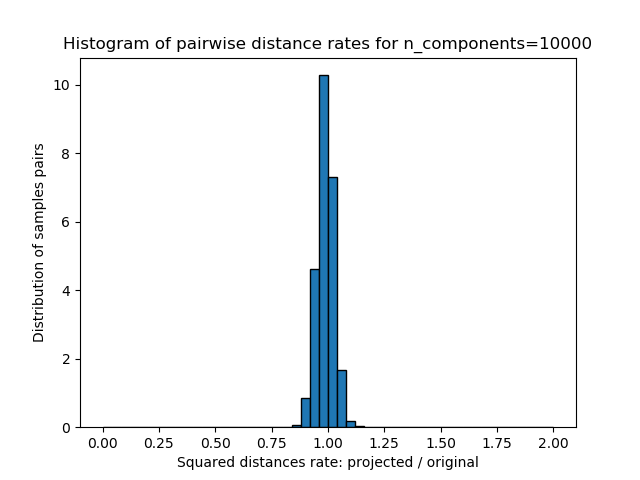 Histogram of pairwise distance rates for n_components=10000
10
8
6
4
2
0
Distribution of samples pairs
0.00 0.25 0.50 0.75 1.00 1.25 1.50 1.75 2.00
Squared distances rate: projected / original